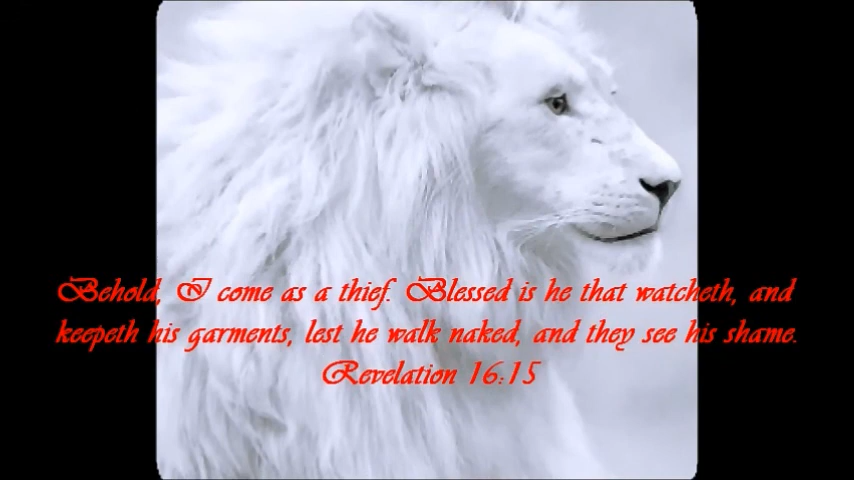 Behold, I come as a thief. Blessed is he that watcheth, and
keepeth his garments, lest he walk naked, and they see his shame.
Revelation 16:15